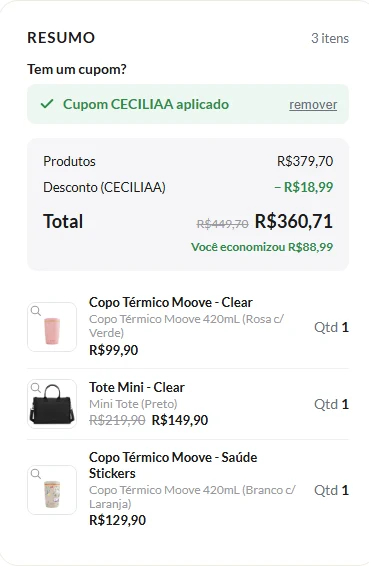 RESUMO 3 itens
Tem um cupom?
Cupom CECILIAA aplicado remover
Produtos R$379,70
Desconto (CECILIAA) – R$18,99
Total R$449,70 R$360,71
Você economizou R$88,99
Copo Térmico Moove - Clear
Copo Térmico Moove 420mL (Rosa c/
Verde)
Qtd 1
R$99,90
Tote Mini - Clear
Mini Tote (Preto)
Qtd 1
R$219,90 R$149,90
Copo Térmico Moove - Saúde
Stickers
Copo Térmico Moove 420mL (Branco c/
Laranja)
Qtd 1
R$129,90